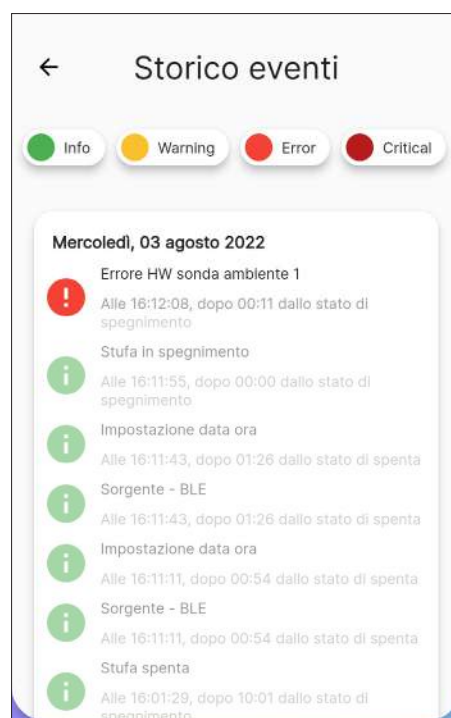 Storico eventi
Info
Warning
Error
Critical
Mercoledì, 03 agosto 2022
Errore HW sonda ambiente 1
Alle 16:12:08, dopo 00:11 dallo stato di
spegnimento
Stufa in spegnimento
Alle 16:11:55, dopo 00:00 dallo stato di
spegnimento
Impostazione data ora
Alle 16:11:43, dopo 01:26 dallo stato di spenta
Sorgente - BLE
Alle 16:11:43, dopo 01:26 dallo stato di spenta
Impostazione data ora
Alle 16:11:11, dopo 00:54 dallo stato di spenta
Sorgente - BLE
Alle 16:11:11, dopo 00:54 dallo stato di spenta
Stufa spenta
Alle 16:01:29, dopo 10:01 dallo stato di
spegnimento